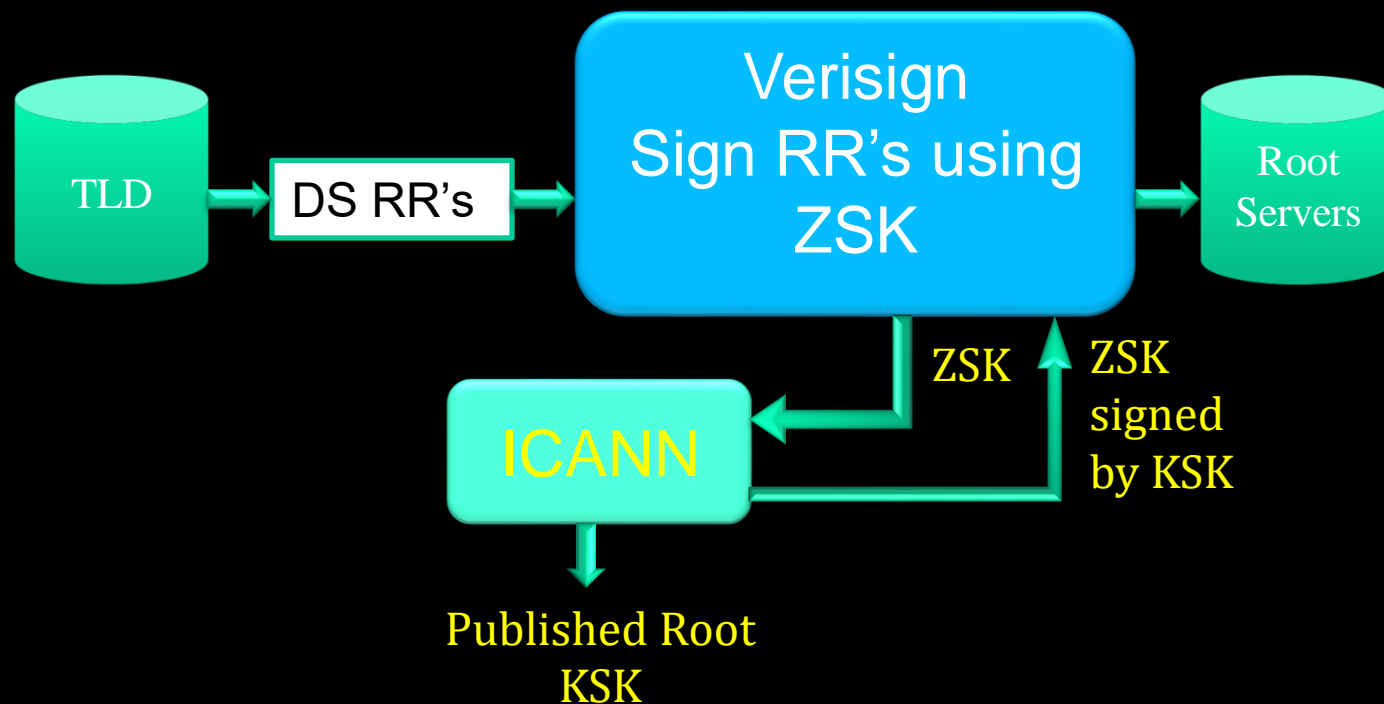 TLD
DS RR's
Verisign
Sign RR’s using
ZSK
Root
Servers
ZSK
ZSK
signed
by KSK
ICANN
Published Root
KSK